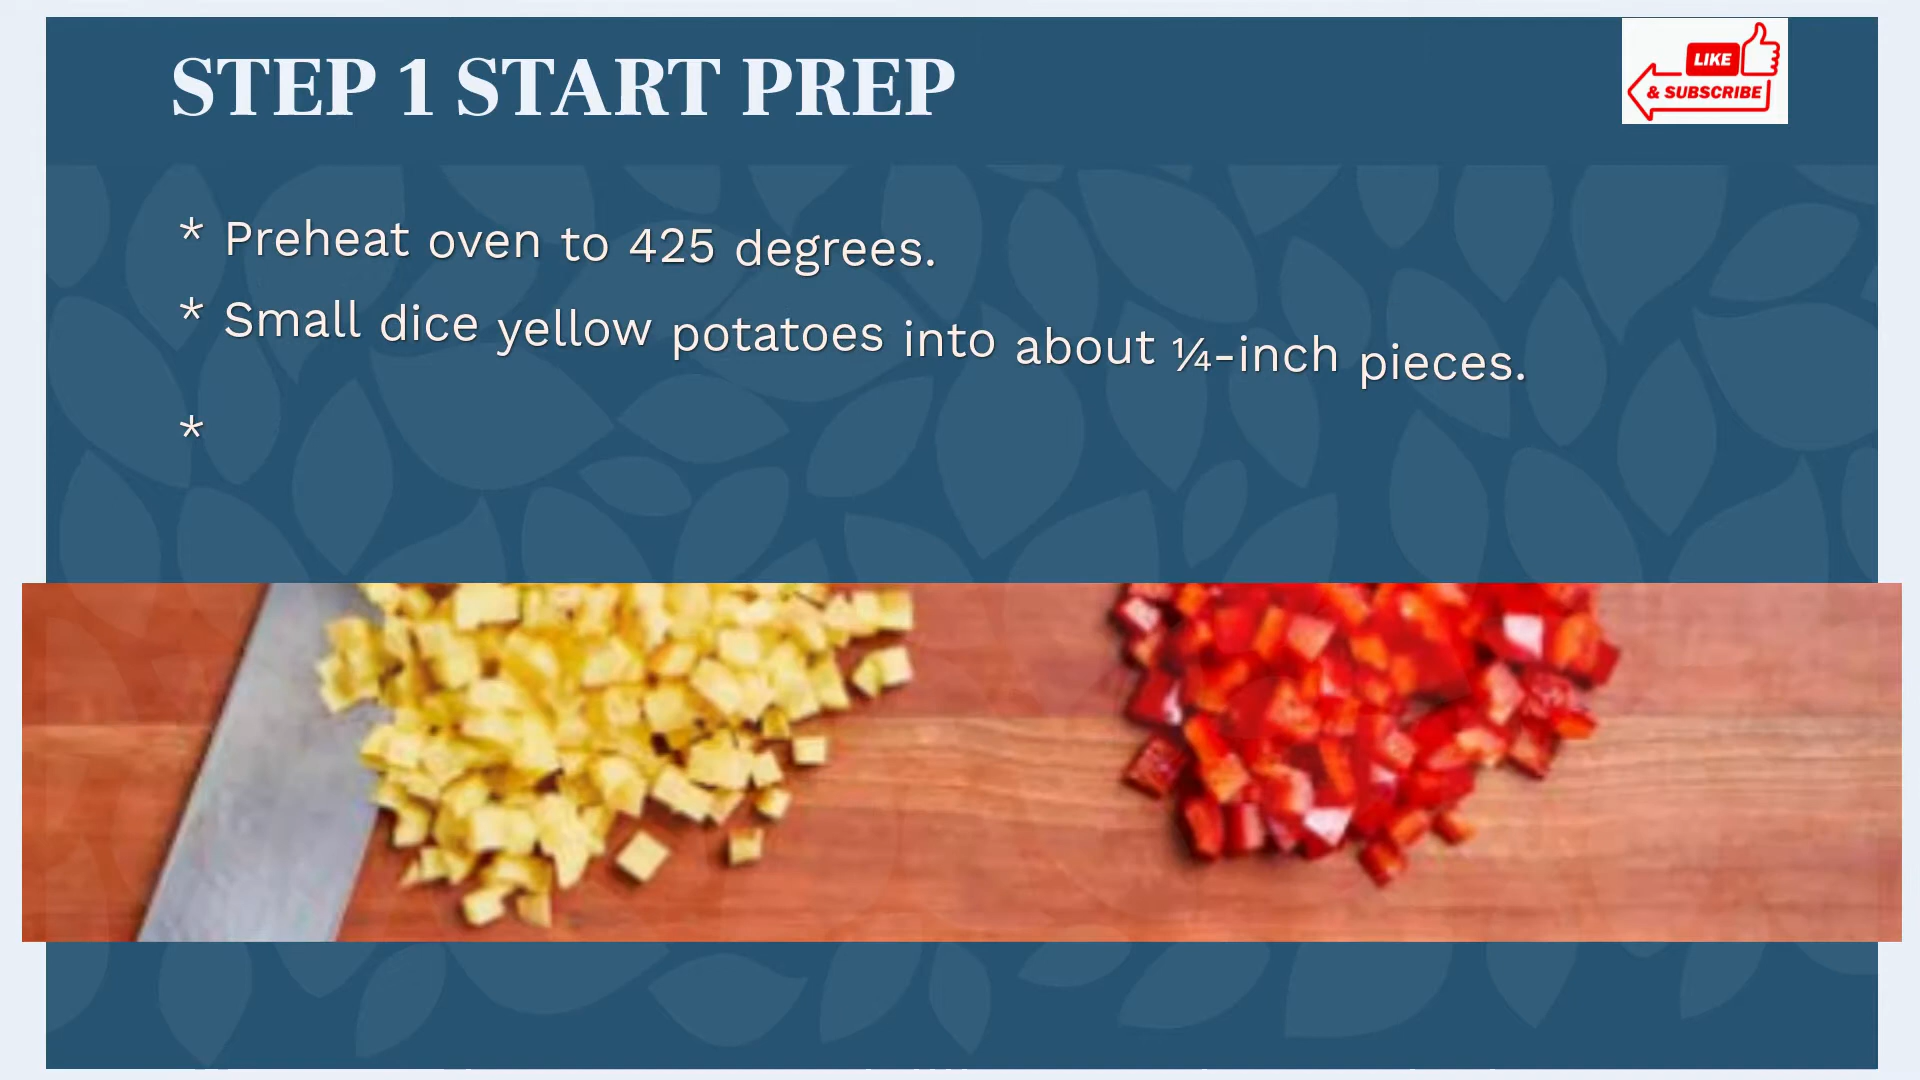 STEP 1 START PREP
LIKE
& SUBSCRIBE
* Preheat oven to 425 degrees.
* Small dice yellow potatoes into about ¼-inch pieces.
*